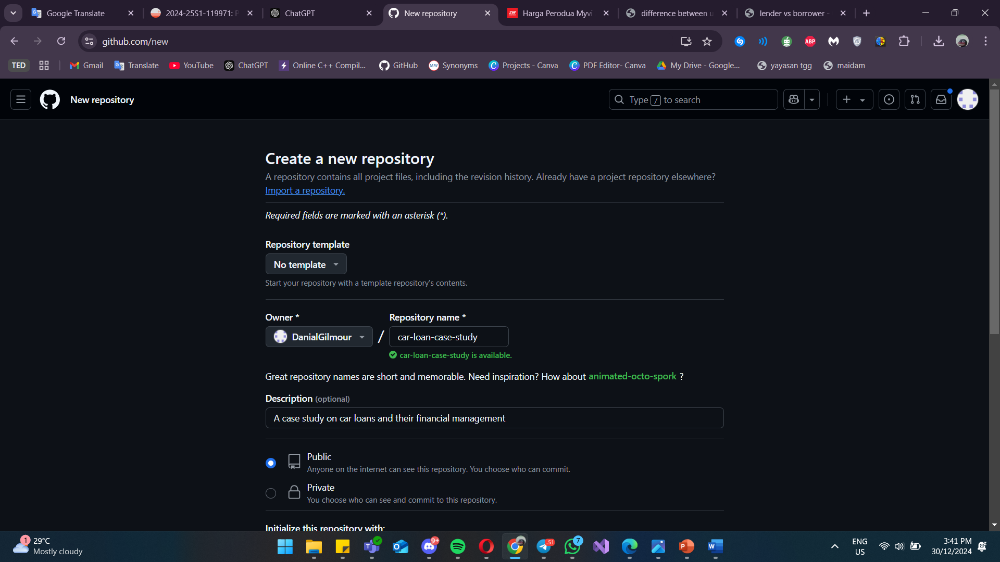 Google Translate
2024-25S1-119971: P
ChatGPT
New repository
Harga Perodua Myvi
difference between u
lender vs borrower -
github.com/new
ABP
TED
Gmail
Translate
YouTube
ChatGPT
Online C++ Compil...
GitHub
MW
Synonyms
Projects - Canva
PDF Editor- Canva
My Drive - Google...
yayasan tgg
maidam
New repository
Type / to search
Create a new repository
A repository contains all project files, including the revision history. Already have a project repository elsewhere?
Import a repository.
Required fields are marked with an asterisk (*).
Repository template
No template
Start your repository with a template repository's contents.
Owner *
Repository name *
DanialGilmour
/
car-loan-case-study
car-loan-case-study is available.
Great repository names are short and memorable. Need inspiration? How about animated-octo-spork ?
Description (optional)
A case study on car loans and their financial management
Public
Anyone on the internet can see this repository. You choose who can commit.
Private
You choose who can see and commit to this repository.
Initialize this repository with:
1
29°C
Mostly cloudy
9+
51
7
ENG
US
3:41 PM
30/12/2024